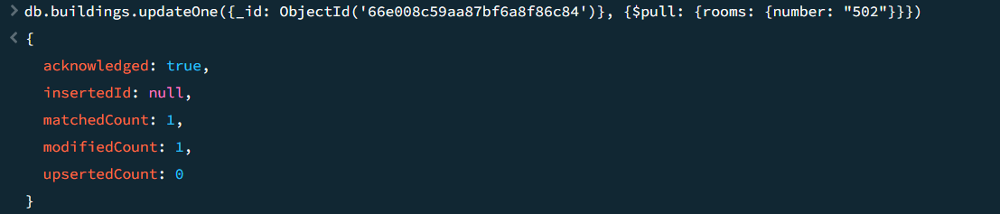 > db.buildings.updateOne({_id: ObjectId('66e008c59aa87bf6a8f86c84')}, {$pull: {rooms: {number: "502"}}})
< {
acknowledged: true,
insertedId: null,
matchedCount: 1,
modifiedCount: 1,
upsertedCount: 0
}